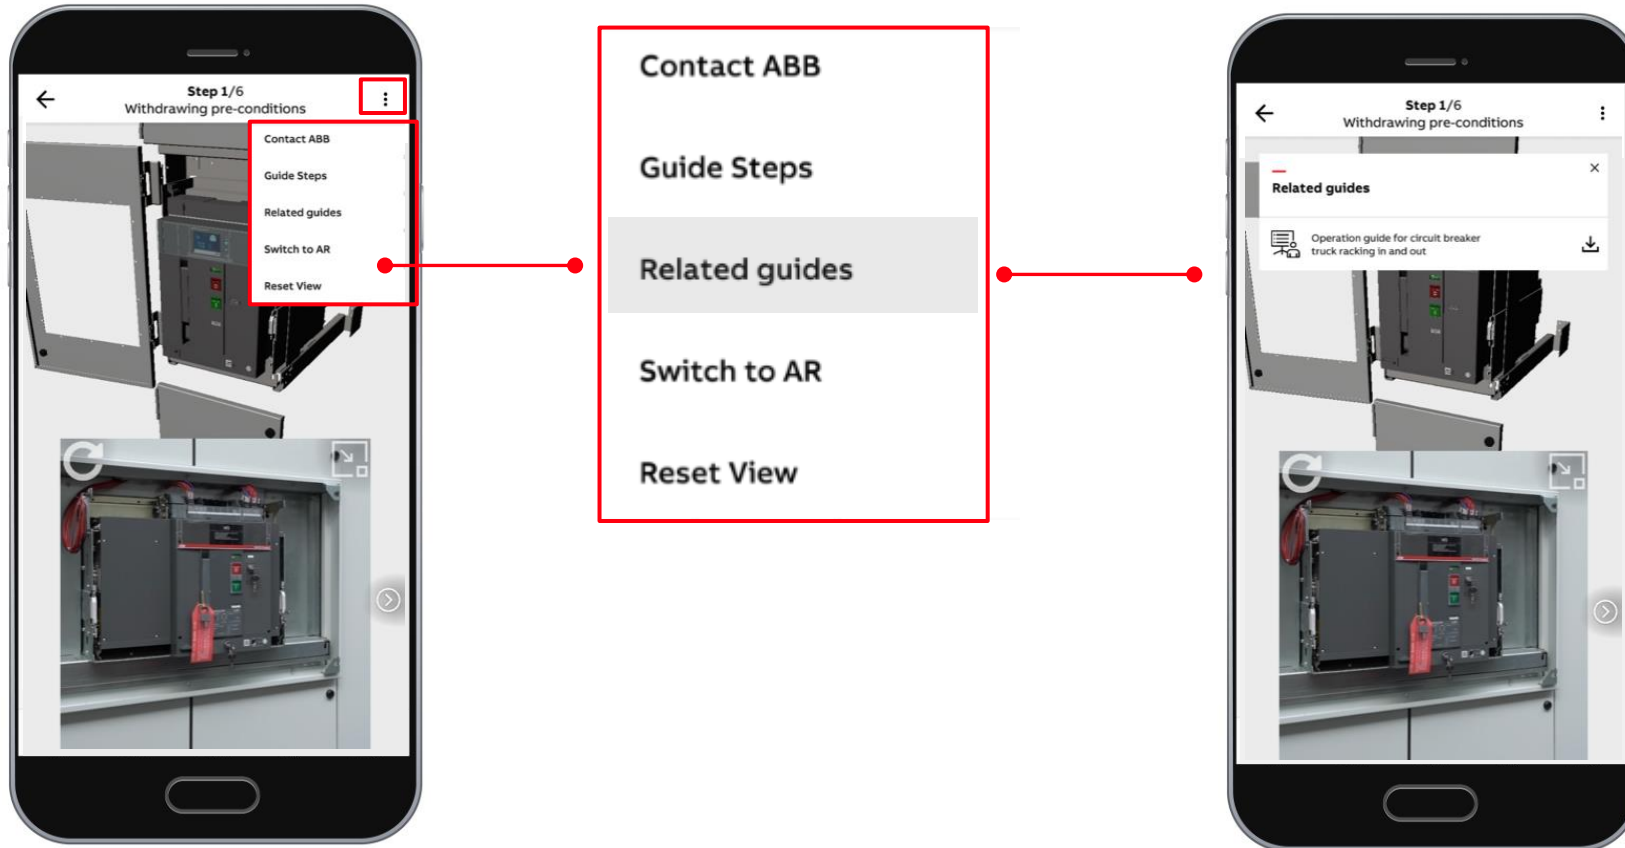 Step 1/6
Withdrawing pre-conditions
Contact ABB
Guide Steps
Related guides
Switch to AR
Reset View
Contact ABB
Guide Steps
Related guides
Switch to AR
Reset View
Step 1/6
Withdrawing pre-conditions
Related guides
Operation guide for circuit breaker
truck racking in and out